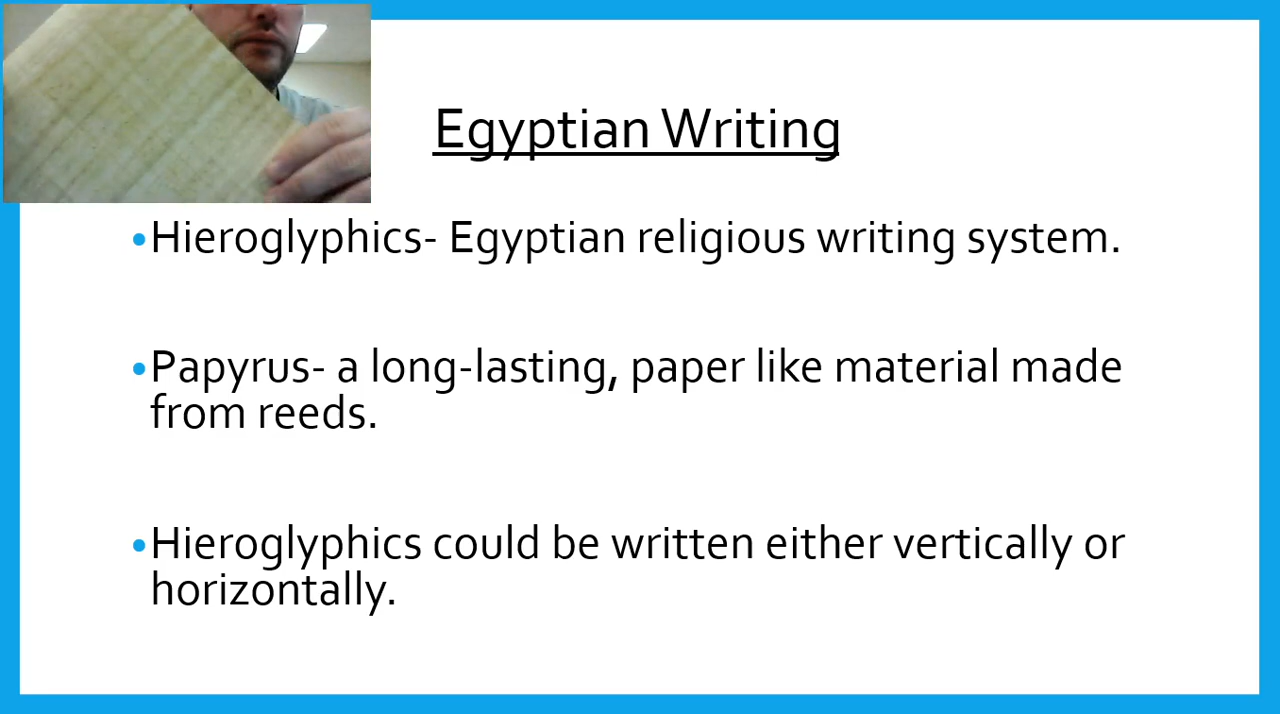 Egyptian Writing
•Hieroglyphics- Egyptian religious writing system.
•Papyrus- a long-lasting, paper like material made
from reeds.
•Hieroglyphics could be written either vertically or
horizontally.